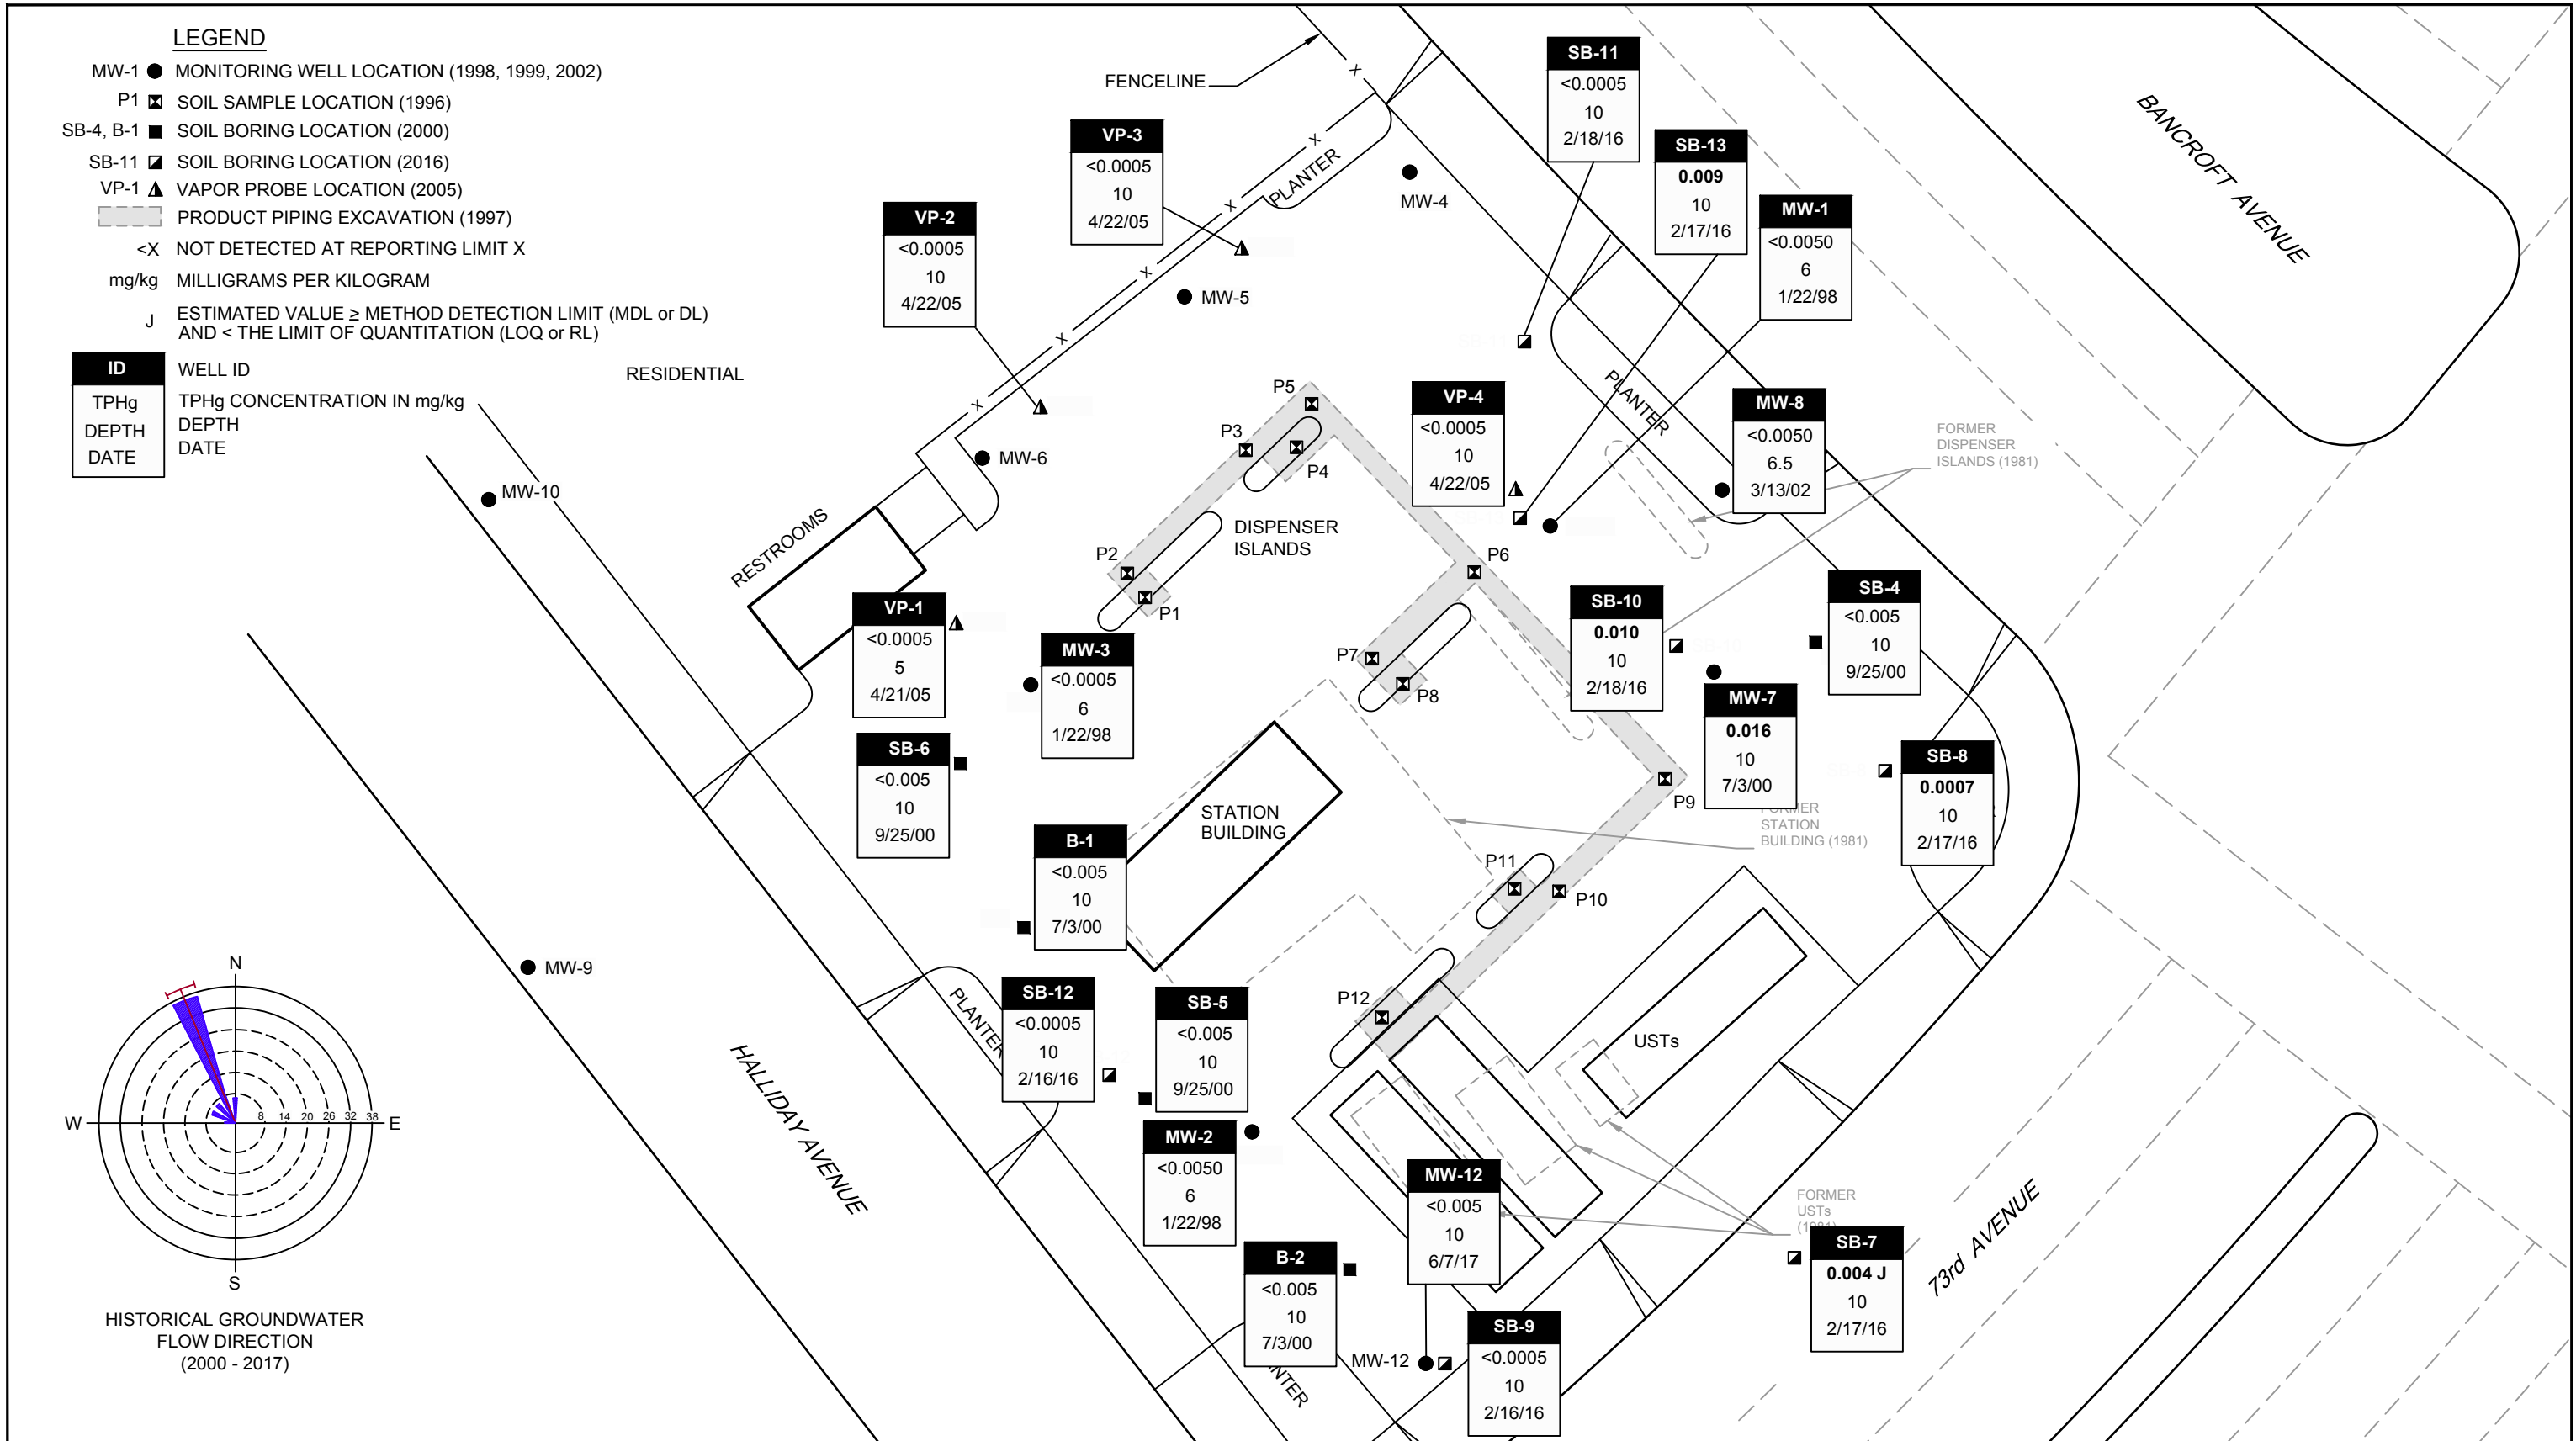 LEGEND
MW-1 MONITORING WELL LOCATION (1998, 1999, 2002)
P1 SOIL SAMPLE LOCATION (1996)
SB-4, B-1 SOIL BORING LOCATION (2000)
SB-11 SOIL BORING LOCATION (2016)
VP-1 VAPOR PROBE LOCATION (2005)
PRODUCT PIPING EXCAVATION (1997)
<X NOT DETECTED AT REPORTING LIMIT X
mg/kg MILLIGRAMS PER KILOGRAM
J ESTIMATED VALUE ≥ METHOD DETECTION LIMIT (MDL or DL)
AND < THE LIMIT OF QUANTITATION (LOQ or RL)
ID WELL ID
TPHg TPHg CONCENTRATION IN mg/kg
DEPTH DEPTH
DATE DATE
RESIDENTIAL
FENCELINE
X
X
X
X
X
X
PLANTER
VP-3
<0.0005
10
4/22/05
VP-2
<0.0005
10
4/22/05
SB-11
<0.0005
10
2/18/16
SB-13
0.009
10
2/17/16
MW-1
<0.0050
6
1/22/98
BANCROFT AVENUE
MW-4
MW-5
MW-6
MW-10
RESTROOMS
PLANTER
VP-4
<0.0005
10
4/22/05
MW-8
<0.0050
6.5
3/13/02
FORMER
DISPENSER
ISLANDS (1981)
P5
P3
P4
P2
P1
DISPENSER
ISLANDS
P6
P7
P8
VP-1
<0.0005
5
4/21/05
MW-3
<0.0005
6
1/22/98
SB-10
0.010
10
2/18/16
SB-4
<0.005
10
9/25/00
MW-7
0.016
10
7/3/00
SB-6
<0.005
10
9/25/00
SB-8
0.0007
10
2/17/16
P9
STATION
BUILDING
STATION
BUILDING (1981)
B-1
<0.005
10
7/3/00
P11
P10
MW-9
PLANTER
SB-12
<0.0005
10
2/16/16
SB-5
<0.005
10
9/25/00
P12
USTs
HALLIDAY AVENUE
MW-2
<0.0050
6
1/22/98
MW-12
<0.005
10
6/7/17
FORMER
USTs
(1981)
SB-7
0.004 J
10
2/17/16
73rd AVENUE
B-2
<0.005
10
7/3/00
MW-12
SB-9
<0.0005
10
2/16/16
N
W
8 14 20 26 32 38
E
S
HISTORICAL GROUNDWATER
FLOW DIRECTION
(2000 - 2017)